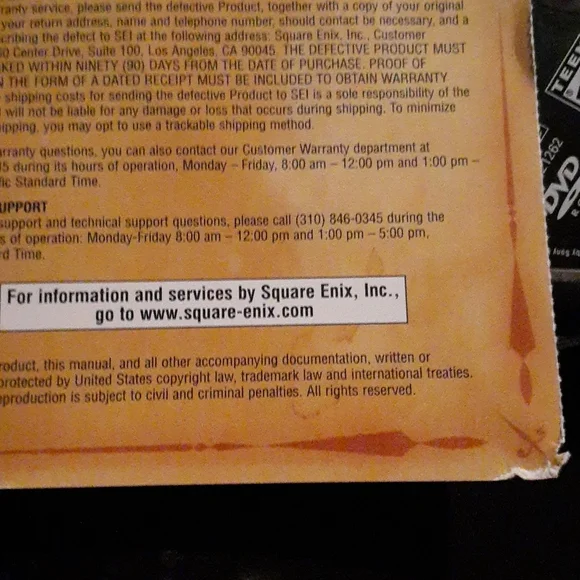 ranty service, please send the defective Product, together with a copy of your original
your return address, name and telephone number, should contact be necessary, and a
cribing the defect to SEI at the following address: Square Enix, Inc., Customer
0 Center Drive, Suite 100, Los Angeles, CA 90045. THE DEFECTIVE PRODUCT MUST
KED WITHIN NINETY (90) DAYS FROM THE DATE OF PURCHASE. PROOF OF
N THE FORM OF A DATED RECEIPT MUST BE INCLUDED TO OBTAIN WARRANTY
shipping costs for sending the defective Product to SEI is a sole responsibility of the
I will not be liable for any damage or loss that occurs during shipping. To minimize
ipping, you may opt to use a trackable shipping method.
arranty questions, you can also contact our Customer Warranty department at
45 during its hours of operation, Monday – Friday, 8:00 am – 12:00 pm and 1:00 pm –
fic Standard Time.
UPPORT
support and technical support questions, please call (310) 846-0345 during the
s of operation: Monday-Friday 8:00 am – 12:00 pm and 1:00 pm – 5:00 pm,
rd Time.
For information and services by Square Enix, Inc.,
go to www.square-enix.com
roduct, this manual, and all other accompanying documentation, written or
protected by United States copyright law, trademark law and international treaties.
eproduction is subject to civil and criminal penalties. All rights reserved.
TEE
1262
DVD